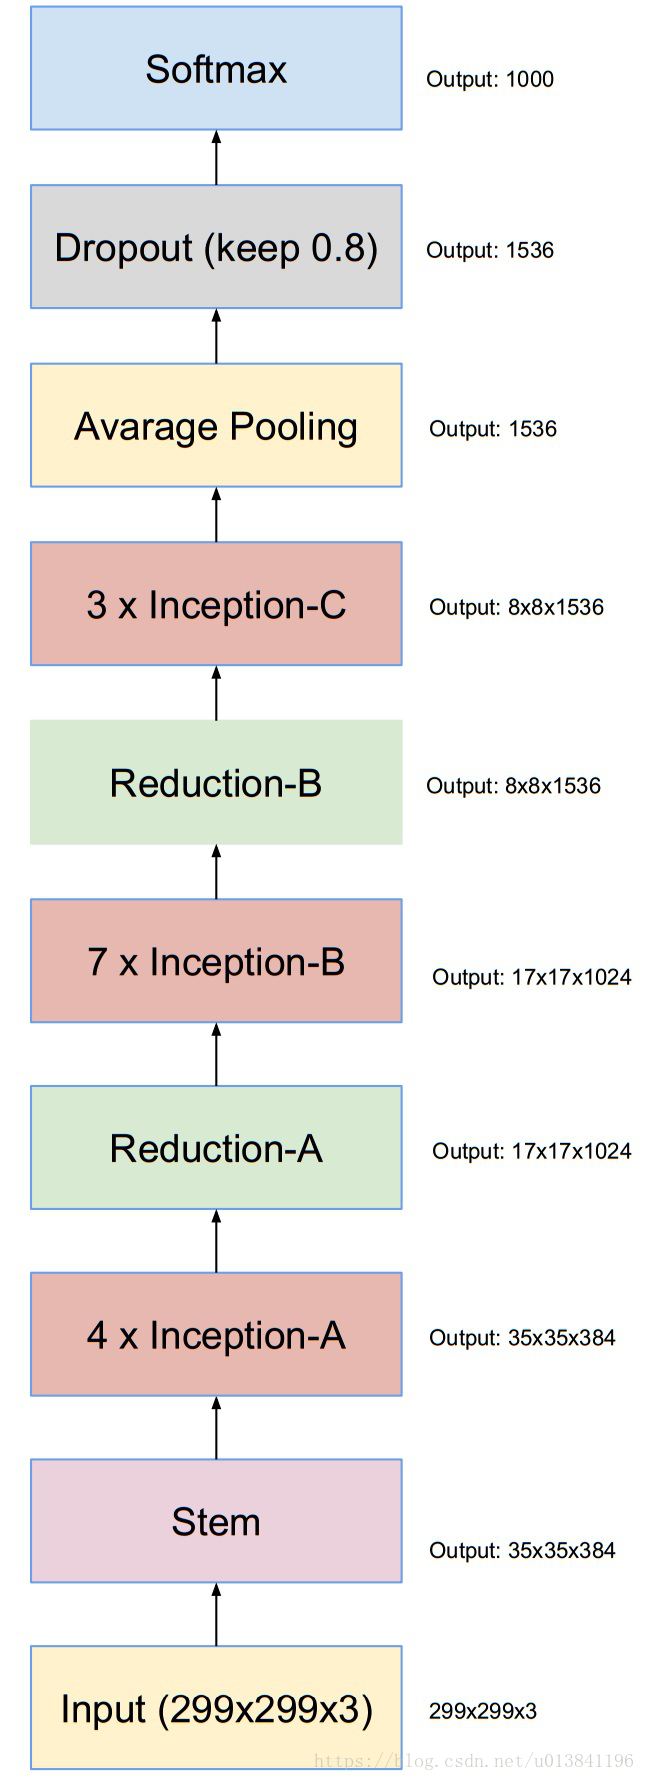 Softmax
Output: 1000
Dropout (keep 0.8)
Output: 1536
Avarage Pooling
Output: 1536
3 x Inception-C
Output: 8x8x1536
Reduction-B
Output: 8x8x1536
7 x Inception-B
Output: 17x17x1024
Reduction-A
Output: 17x17x1024
4 x Inception-A
Output: 35x35x384
Stem
Output: 35x35x384
Input (299x299x3)
299x299x3
https://blog.csdn.net/u013841196